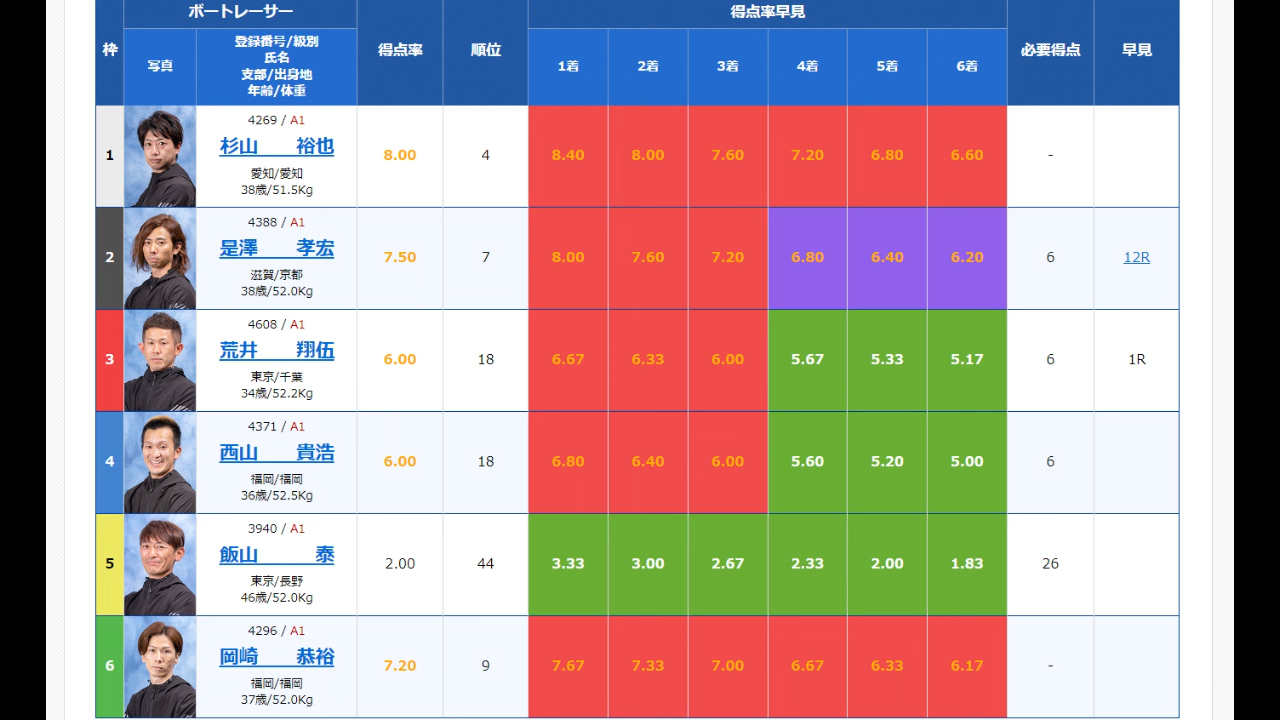 ボートレーサー
得点率早見
枠
写真
登録番号/級別
氏名
支部/出身地
年齢/体重
得点率
順位
1着
2着
3着
4着
5着
6着
必要得点
早見
1
4269 / A1
杉山 裕也
愛知/愛知
38歳/51.5Kg
8.00
4
8.40
8.00
7.60
7.20
6.80
6.60
-
2
4388 / A1
是澤 孝宏
滋賀/京都
38歳/52.0Kg
7.50
7
8.00
7.60
7.20
6.80
6.40
6.20
6
12R
3
4608 / A1
荒井 翔伍
東京/千葉
34歳/52.2Kg
6.00
18
6.67
6.33
6.00
5.67
5.33
5.17
6
1R
4
4371 / A1
西山 貴浩
福岡/福岡
36歳/52.5Kg
6.00
18
6.80
6.40
6.00
5.60
5.20
5.00
6
5
3940 / A1
飯山 泰
東京/長野
46歳/52.0Kg
2.00
44
3.33
3.00
2.67
2.33
2.00
1.83
26
6
4296 / A1
岡崎 恭裕
福岡/福岡
37歳/52.0Kg
7.20
9
7.67
7.33
7.00
6.67
6.33
6.17
-